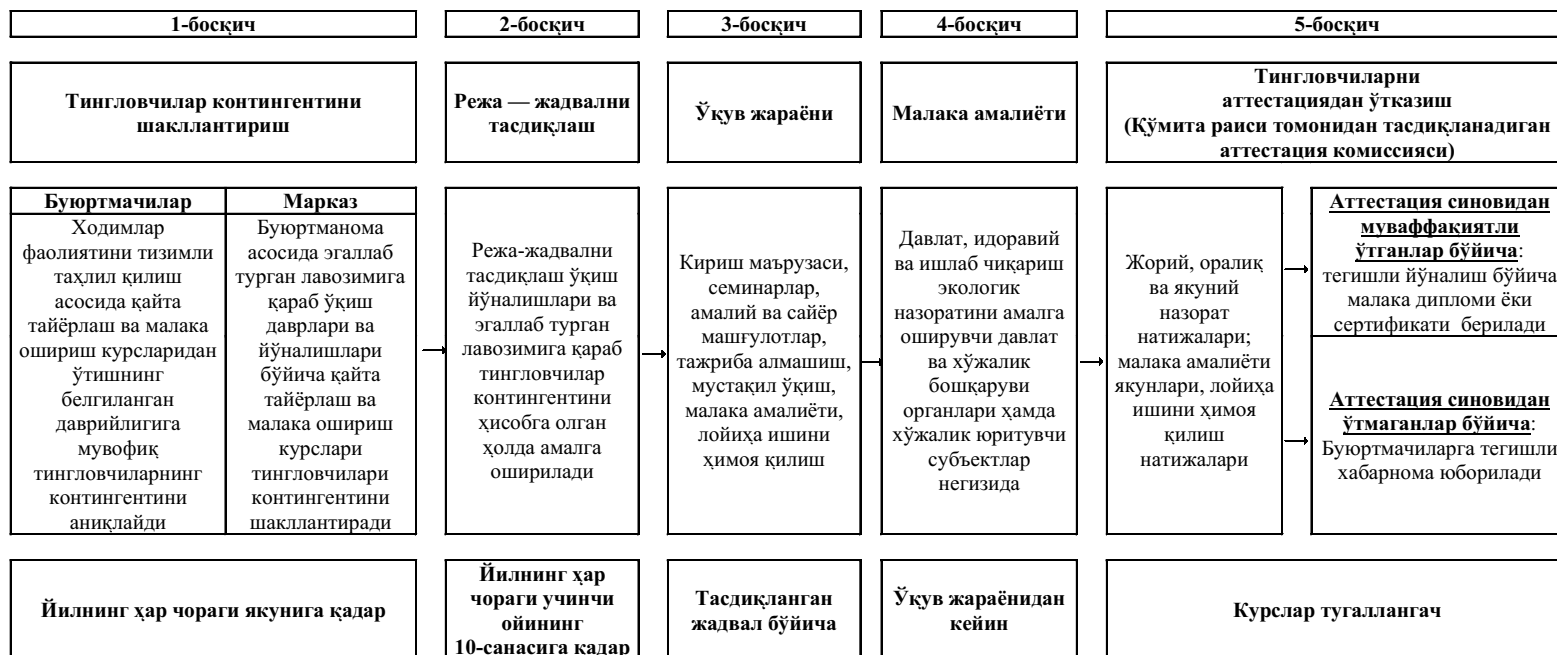 1-босқич
2-босқич
3-босқич
4-босқич
5-босқич
Тингловчилар контингентини
шакллантириш
Режа — жадвални
тасдиқлаш
Ўқув жараёни
Малака амалиёти
Тингловчиларни
аттестациядан ўтказиш
(Қўмита раиси томонидан тасдиқланадиган
аттестация комиссияси)
Буюртмачилар
Ходимлар
фаолиятини тизимли
таҳлил қилиш
асосида қайта
тайёрлаш ва малака
ошириш курсларидан
ўтишнинг
белгиланган
даврийлигига
мувофиқ
тингловчиларнинг
контингентини
аниқлайди
Марказ
Буюртманома
асосида эгаллаб
турган лавозимига
қараб ўқиш
даврлари ва
йўналишлари
бўйича қайта
тайёрлаш ва
малака ошириш
курслари
тингловчилари
контингентини
шакллантиради
Режа-жадвални
тасдиқлаш ўқиш
йўналишлари ва
эгаллаб турган
лавозимига қараб
тингловчилар
контингентини
ҳисобга олган
ҳолда амалга
оширилади
Кириш маърузаси,
семинарлар,
амалий ва сайёр
машғулотлар,
тажриба алмашиш,
мустақил ўқиш,
малака амалиёти,
лойиҳа ишини
ҳимоя қилиш
Давлат, идоравий
ва ишлаб чиқариш
экологик
назоратини амалга
оширувчи давлат
ва хўжалик
бошқаруви
органлари ҳамда
хўжалик юритувчи
субъектлар
негизида
Жорий, оралиқ
ва якуний
назорат
натижалари;
малака амалиёти
якунлари, лойиҳа
ишини ҳимоя
қилиш
натижалари
Аттестация синовидан
муваффақиятли
ўтганлар бўйича:
тегишли йўналиш бўйича
малака дипломи ёки
сертификати берилади
Аттестация синовидан
ўтмаганлар бўйича:
Буюртмачиларга тегишли
хабарнома юборилади
Йилнинг ҳар чораги якунига қадар
Йилнинг ҳар
чораги учинчи
ойининг
10-санасига қадар
Тасдиқланган
жадвал бўйича
Ўқув жараёнидан
кейин
Курслар тугаллангач